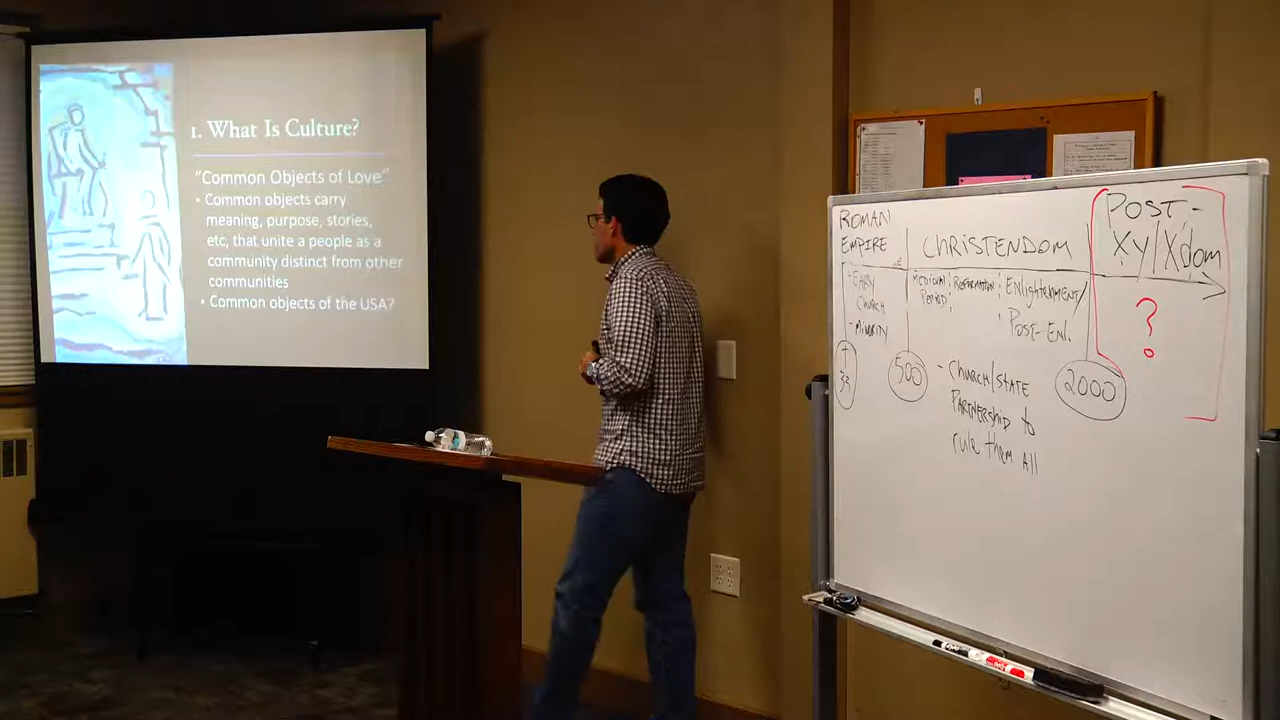 1. What Is Culture?
"Common Objects of Love"
• Common objects carry
meaning, purpose, stories,
etc, that unite a people as a
community distinct from other
communities
• Common objects of the USA?
ROMAN
EMPIRE
CHRISTENDOM
POST-
Xy/Xdom
- EARLY
CHURCH
- MINORITY
33
MEDIEVAL
PERIOD
REFORMATION
ENLIGHTENMENT/
POST-ENL.
?
500
2000
- CHURCH/STATE
PARTNERSHIP to
rule them All